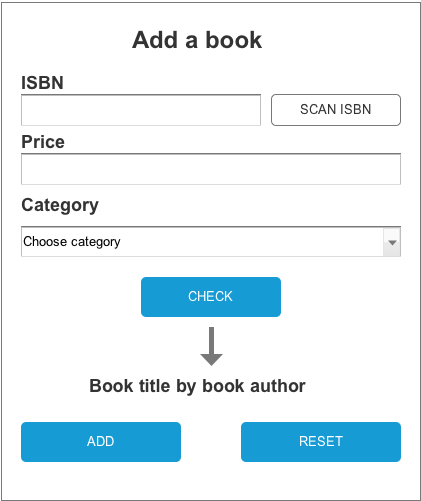 Add a book
ISBN
SCAN ISBN
Price
Category
Choose category
CHECK
Book title by book author
ADD
RESET